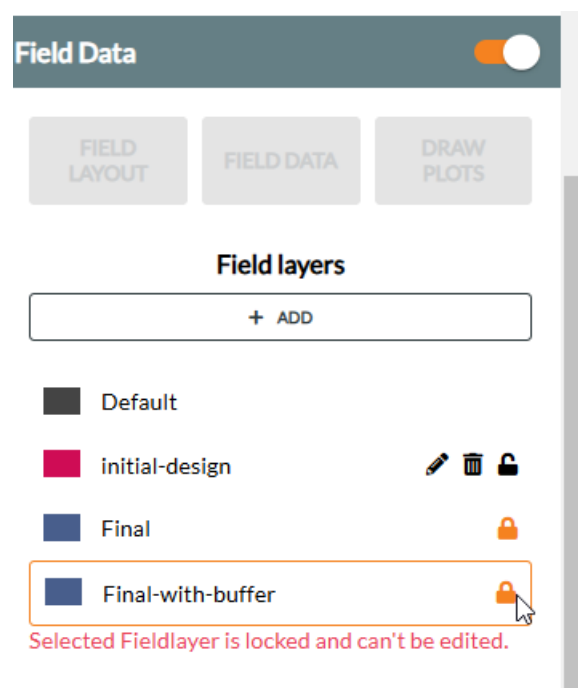 Field Data
FIELD
LAYOUT
FIELD DATA
DRAW
PLOTS
Field layers
+ ADD
Default
initial-design
Final
Final-with-buffer
Selected Fieldlayer is locked and can't be edited.